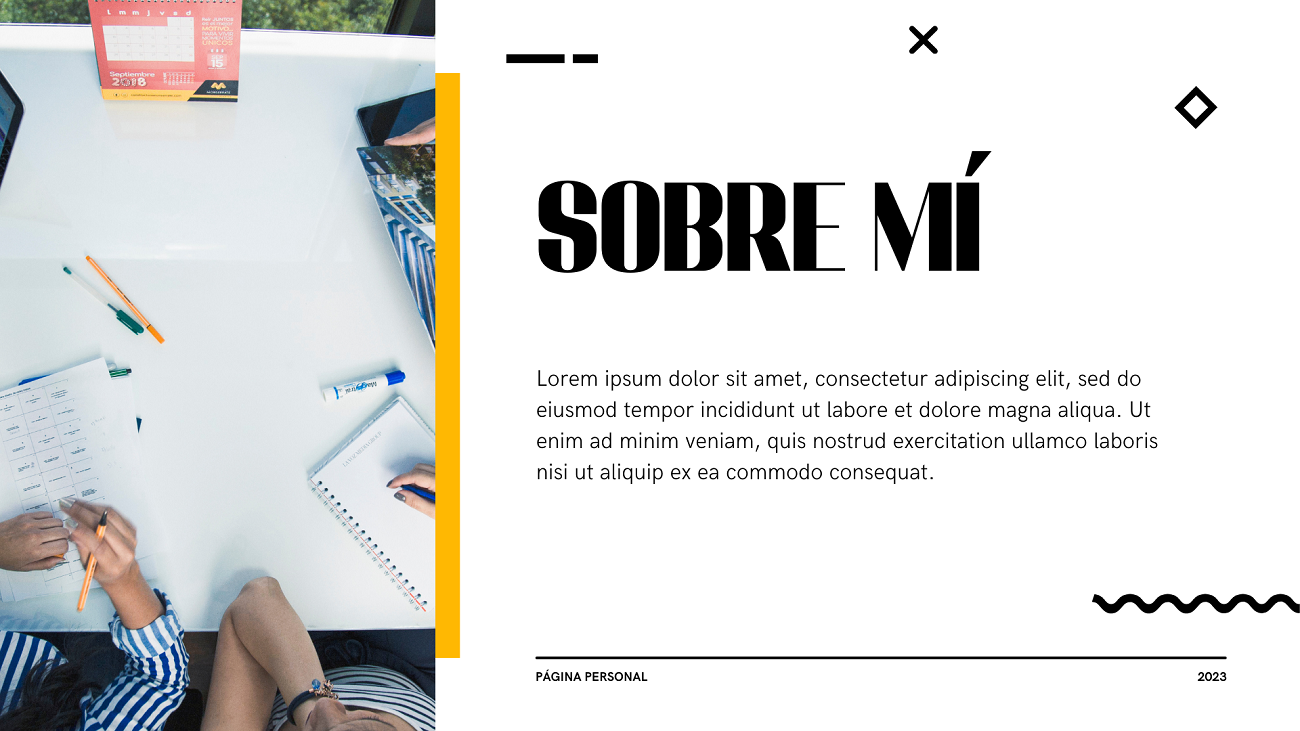 l m m j v s d
Septiembre
2018
15
SOBRE MÍ
Lorem ipsum dolor sit amet, consectetur adipiscing elit, sed do
eiusmod tempor incididunt ut labore et dolore magna aliqua. Ut
enim ad minim veniam, quis nostrud exercitation ullamco laboris
nisi ut aliquip ex ea commodo consequat.
PÁGINA PERSONAL
2023